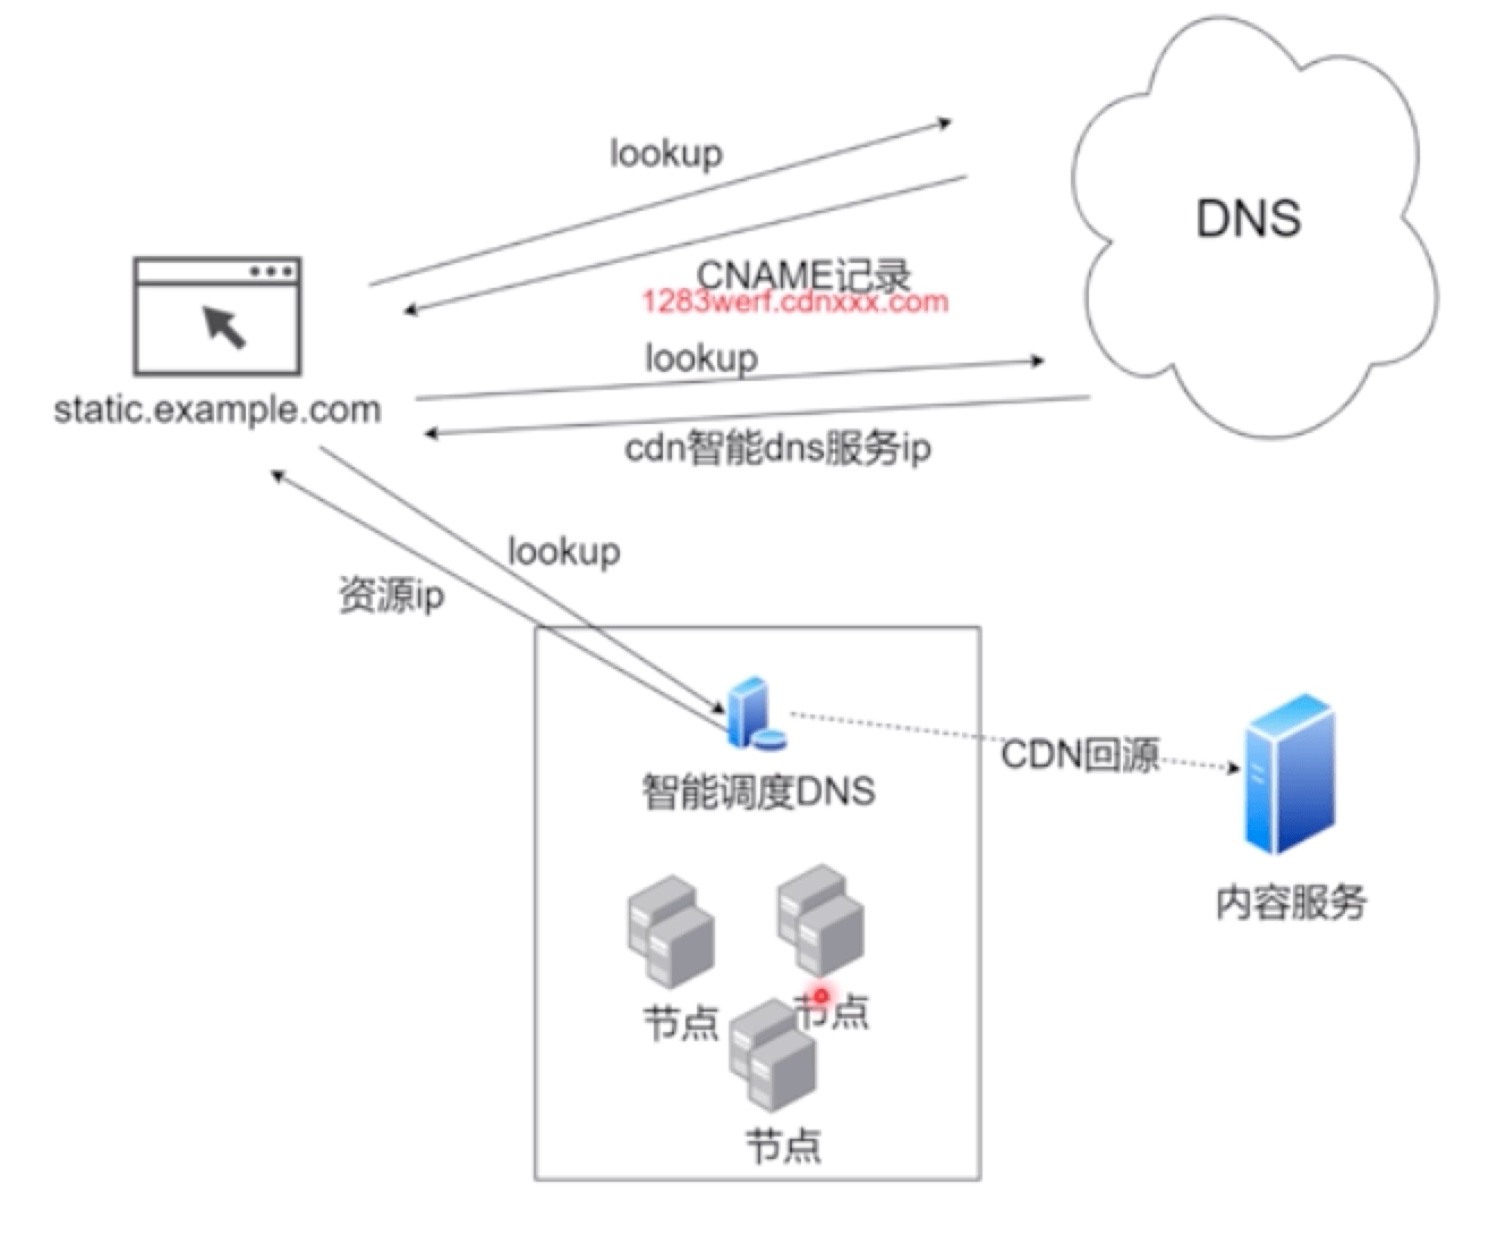 lookup
DNS
CNAME记录
1283werf.cdnxxx.com
lookup
static.example.com
cdn智能dns服务ip
lookup
资源ip
CDN回源
智能调度DNS
内容服务
节点
节点
节点